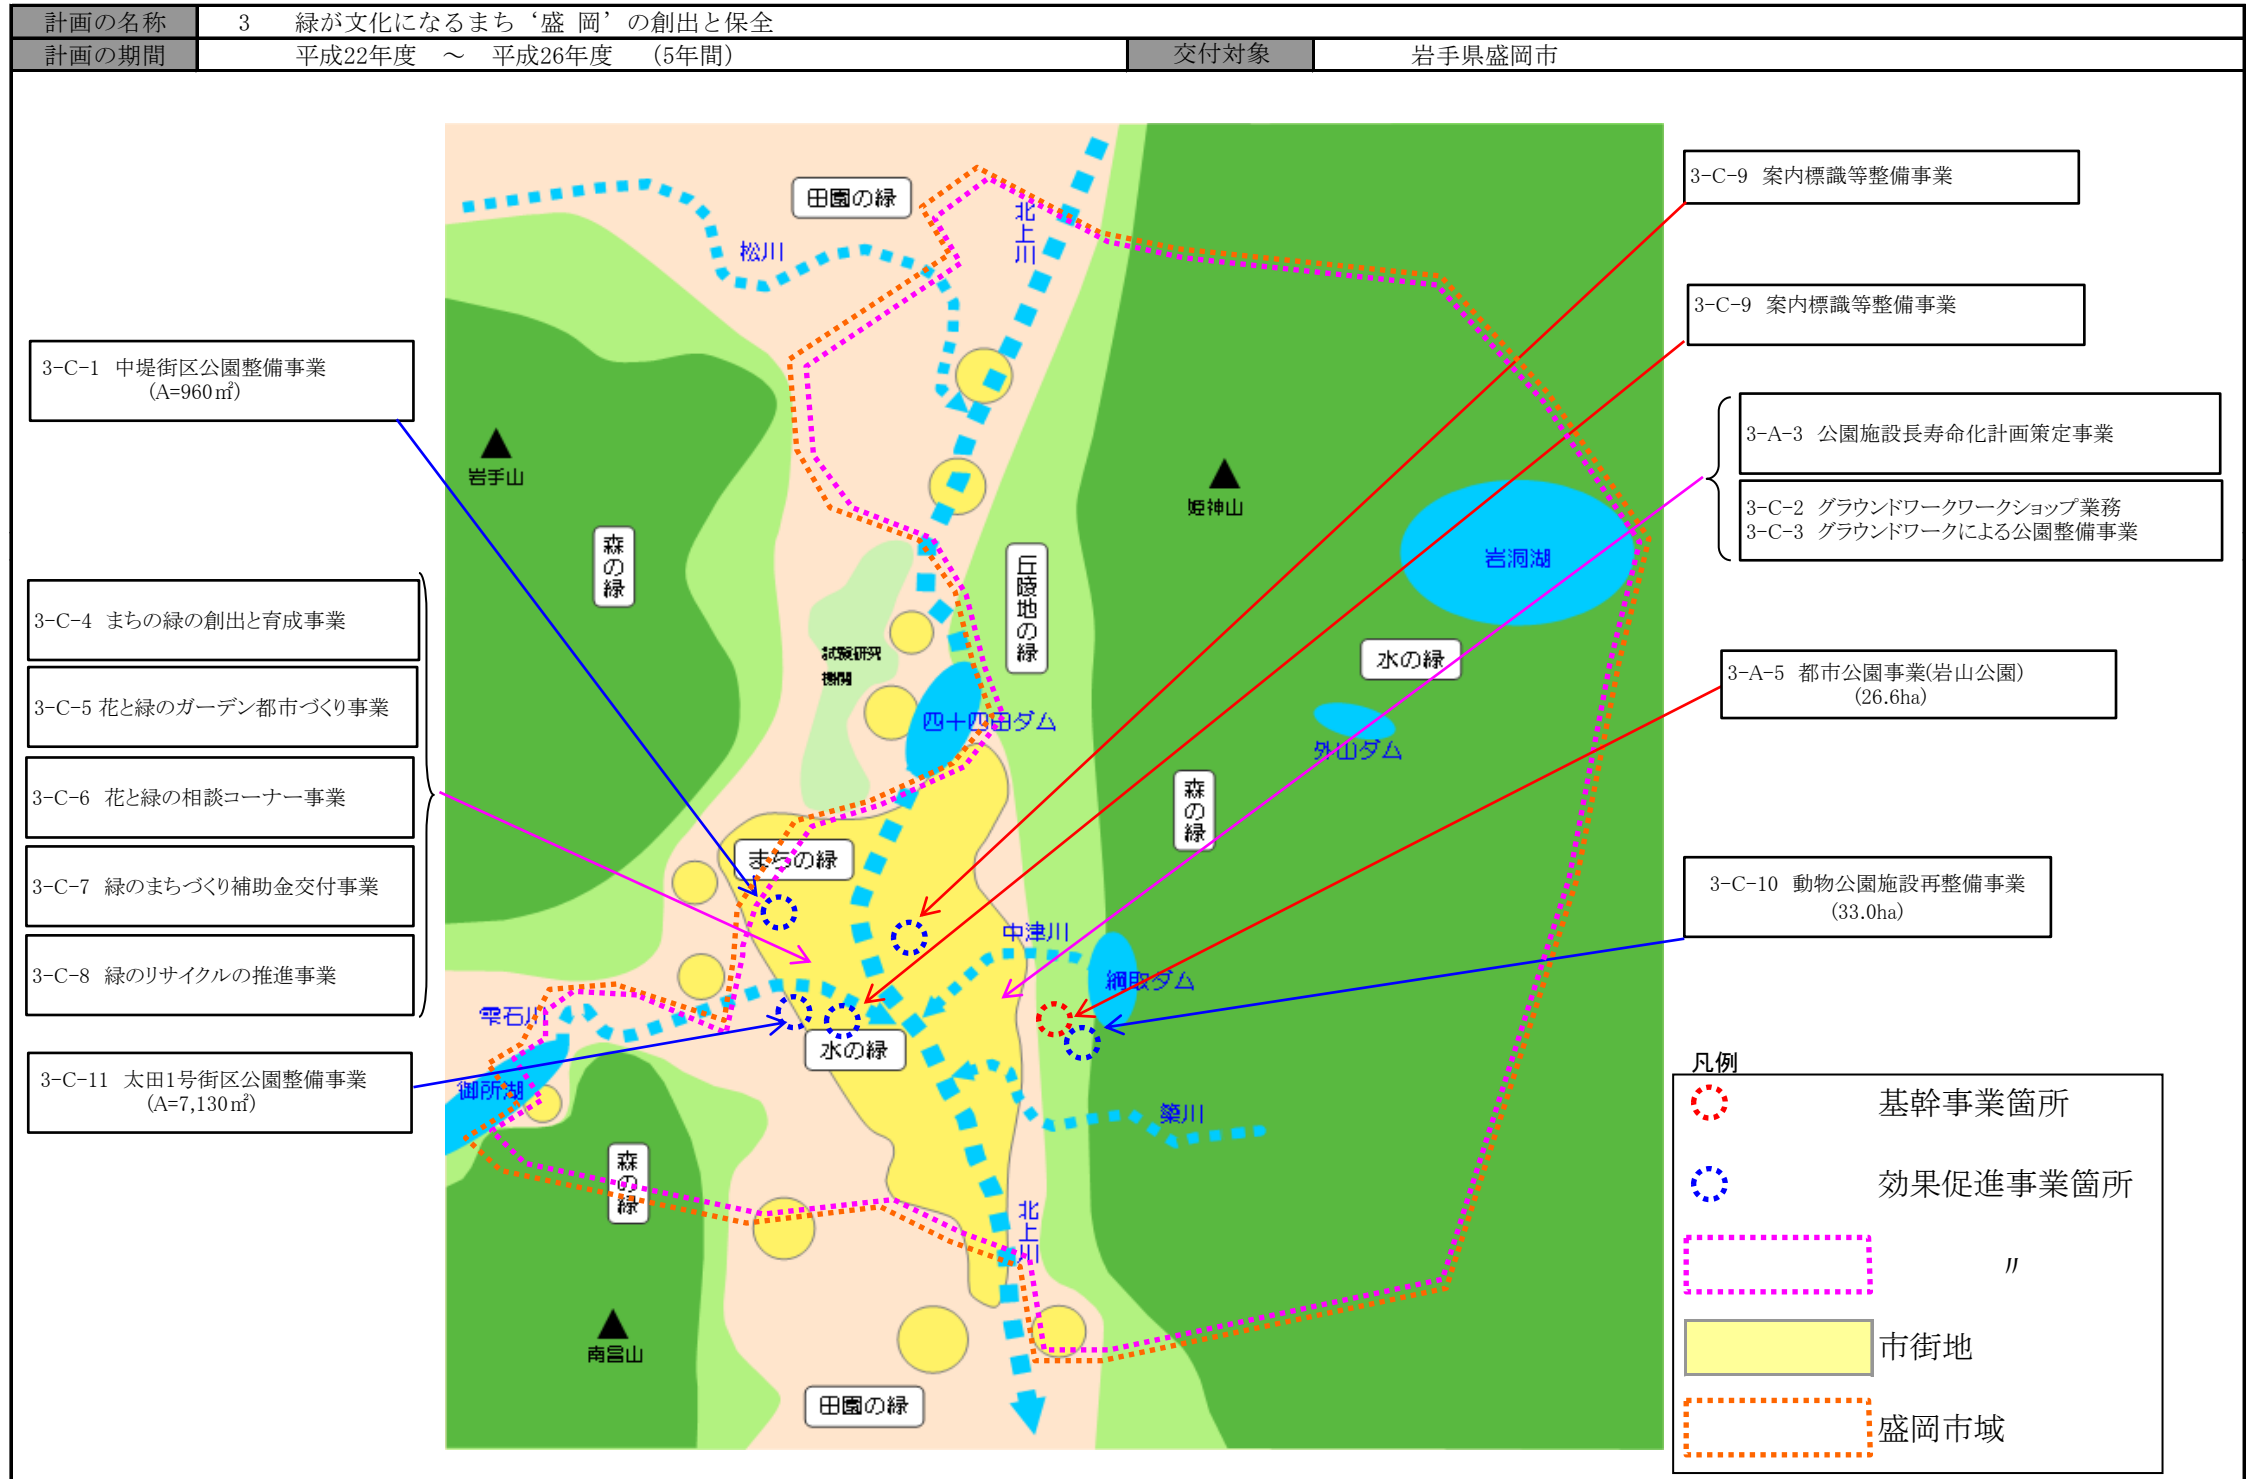 計画の名称 3 緑が文化になるまち‘盛 岡’の創出と保全
計画の期間 平成22年度 ～ 平成26年度 (5年間) 交付対象 岩手県盛岡市
3-C-1 中堤街区公園整備事業
(A=960㎡)
3-C-4 まちの緑の創出と育成事業
3-C-5 花と緑のガーデン都市づくり事業
3-C-6 花と緑の相談コーナー事業
3-C-7 緑のまちづくり補助金交付事業
3-C-8 緑のリサイクルの推進事業
3-C-11 太田1号街区公園整備事業
(A=7,130㎡)
田園の緑
北上川
松川
岩手山
森の緑
姫神山
岩洞湖
丘陵地の緑
試験研究
機関
水の緑
四十四田ダム
外山ダム
森の緑
まちの緑
中津川
綱取ダム
雫石川
水の緑
御所湖
簗川
森の緑
北上川
南昌山
田園の緑
3-C-9 案内標識等整備事業
3-C-9 案内標識等整備事業
3-A-3 公園施設長寿命化計画策定事業
3-C-2 グラウンドワークワークショップ業務
3-C-3 グラウンドワークによる公園整備事業
3-A-5 都市公園事業(岩山公園)
(26.6ha)
3-C-10 動物公園施設再整備事業
(33.0ha)
凡例
基幹事業箇所
効果促進事業箇所
〃
市街地
盛岡市域